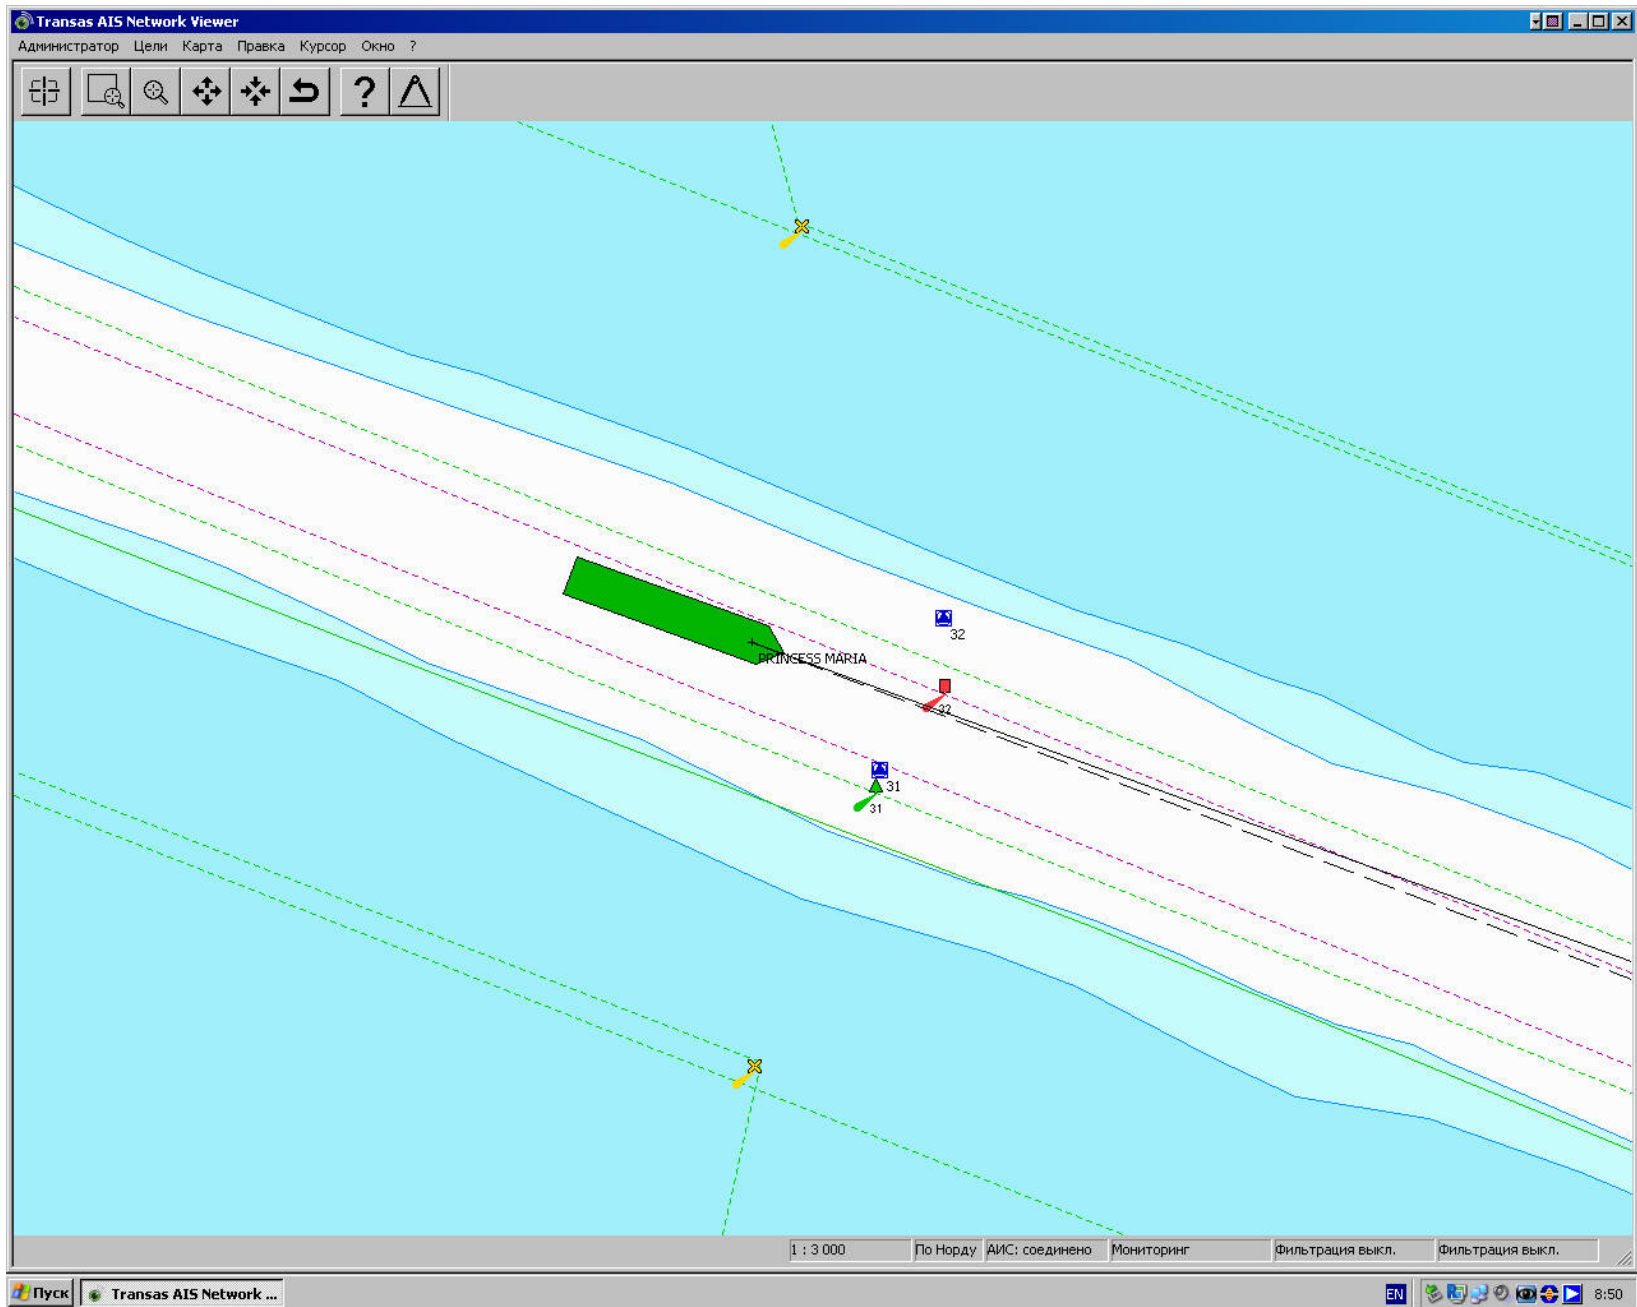 Transas AIS Network Viewer
Администратор Цели Карта Правка Курсор Окно ?
?
32
PRINCESS MARIA
32
31
31
1 : 3 000 По Норду АИС: соединено Мониторинг Фильтрация выкл. Фильтрация выкл.
Пуск Transas AIS Network ... EN 8:50